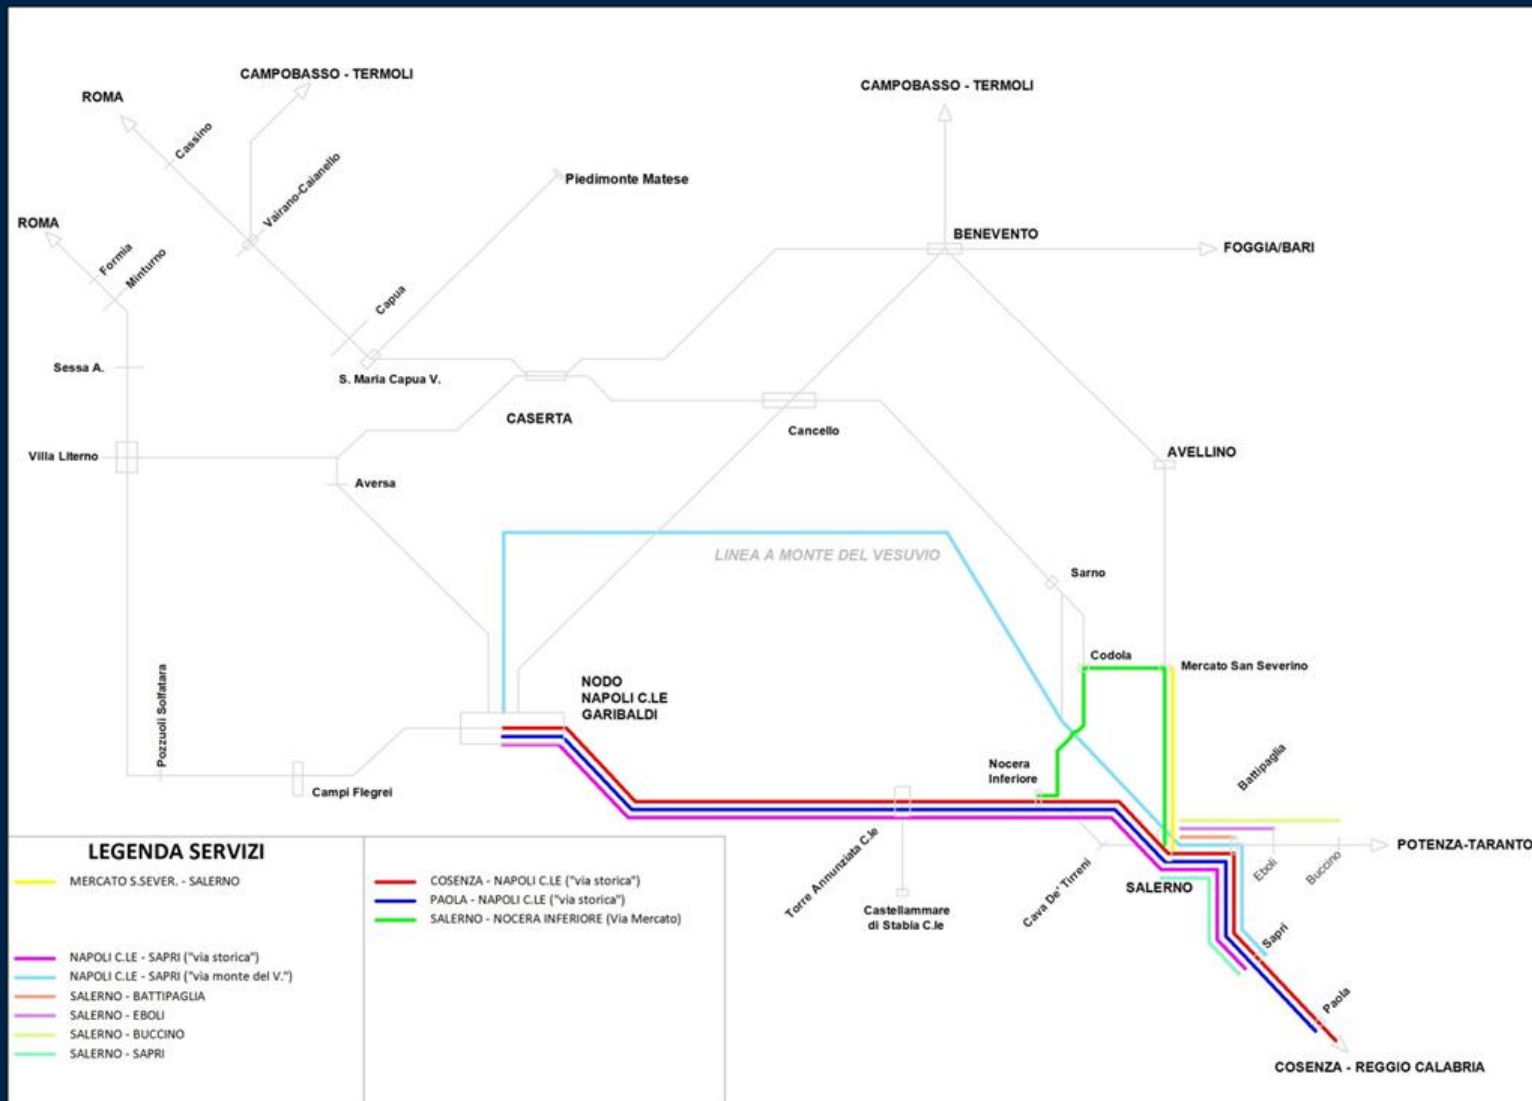 CAMPOBASSO - TERMOLI
ROMA
Cassino
Vairano-Caianello
CAMPOBASSO - TERMOLI
Piedimonte Matese
ROMA
Formia
Minturno
BENEVENTO
FOGGIA/BARI
Capua
Sessa A.
S. Maria Capua V.
CASERTA
Cancello
Villa Literno
Aversa
AVELLINO
LINEA A MONTE DEL VESUVIO
Sarno
Codola
Mercato San Severino
Pozzuoli Solfatara
NODO
NAPOLI C.LE
GARIBALDI
Campi Flegrei
Nocera
Inferiore
Battipaglia
Torre Annunziata C.le
Castellammare
di Stabia C.le
Cava De' Tirreni
SALERNO
Eboli
Buccino
POTENZA-TARANTO
Sapri
Paola
COSENZA - REGGIO CALABRIA
LEGENDA SERVIZI
MERCATO S.SEVER. - SALERNO
NAPOLI C.LE - SAPRI ("via storica")
NAPOLI C.LE - SAPRI ("via monte del V.")
SALERNO - BATTIPAGLIA
SALERNO - EBOLI
SALERNO - BUCCINO
SALERNO - SAPRI
COSENZA - NAPOLI C.LE ("via storica")
PAOLA - NAPOLI C.LE ("via storica")
SALERNO - NOCERA INFERIORE (Via Mercato)